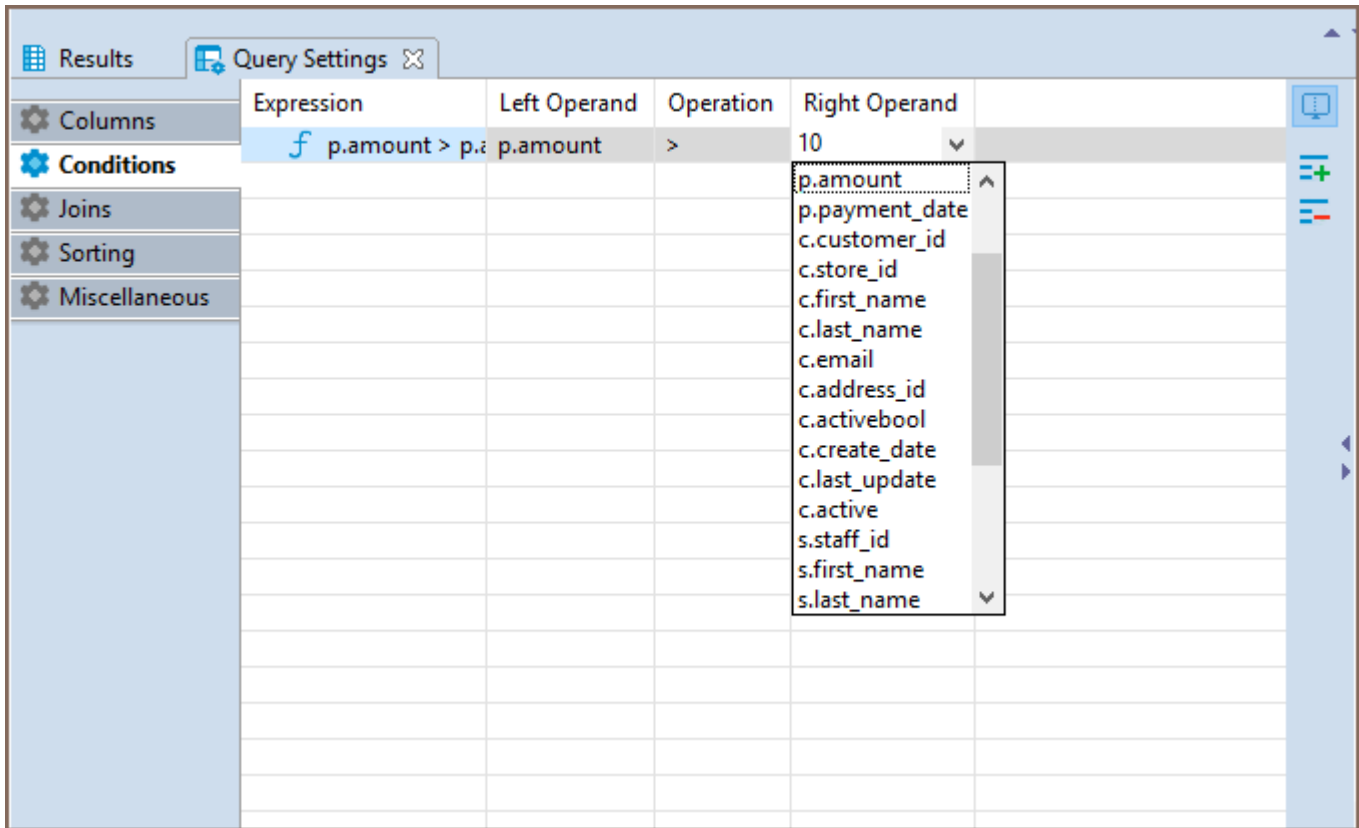 Results Query Settings
Columns
Conditions
Joins
Sorting
Miscellaneous
Expression Left Operand Operation Right Operand
p.amount > p.a p.amount > 10
p.amount
p.payment_date
c.customer_id
c.store_id
c.first_name
c.last_name
c.email
c.address_id
c.activebool
c.create_date
c.last_update
c.active
s.staff_id
s.first_name
s.last_name